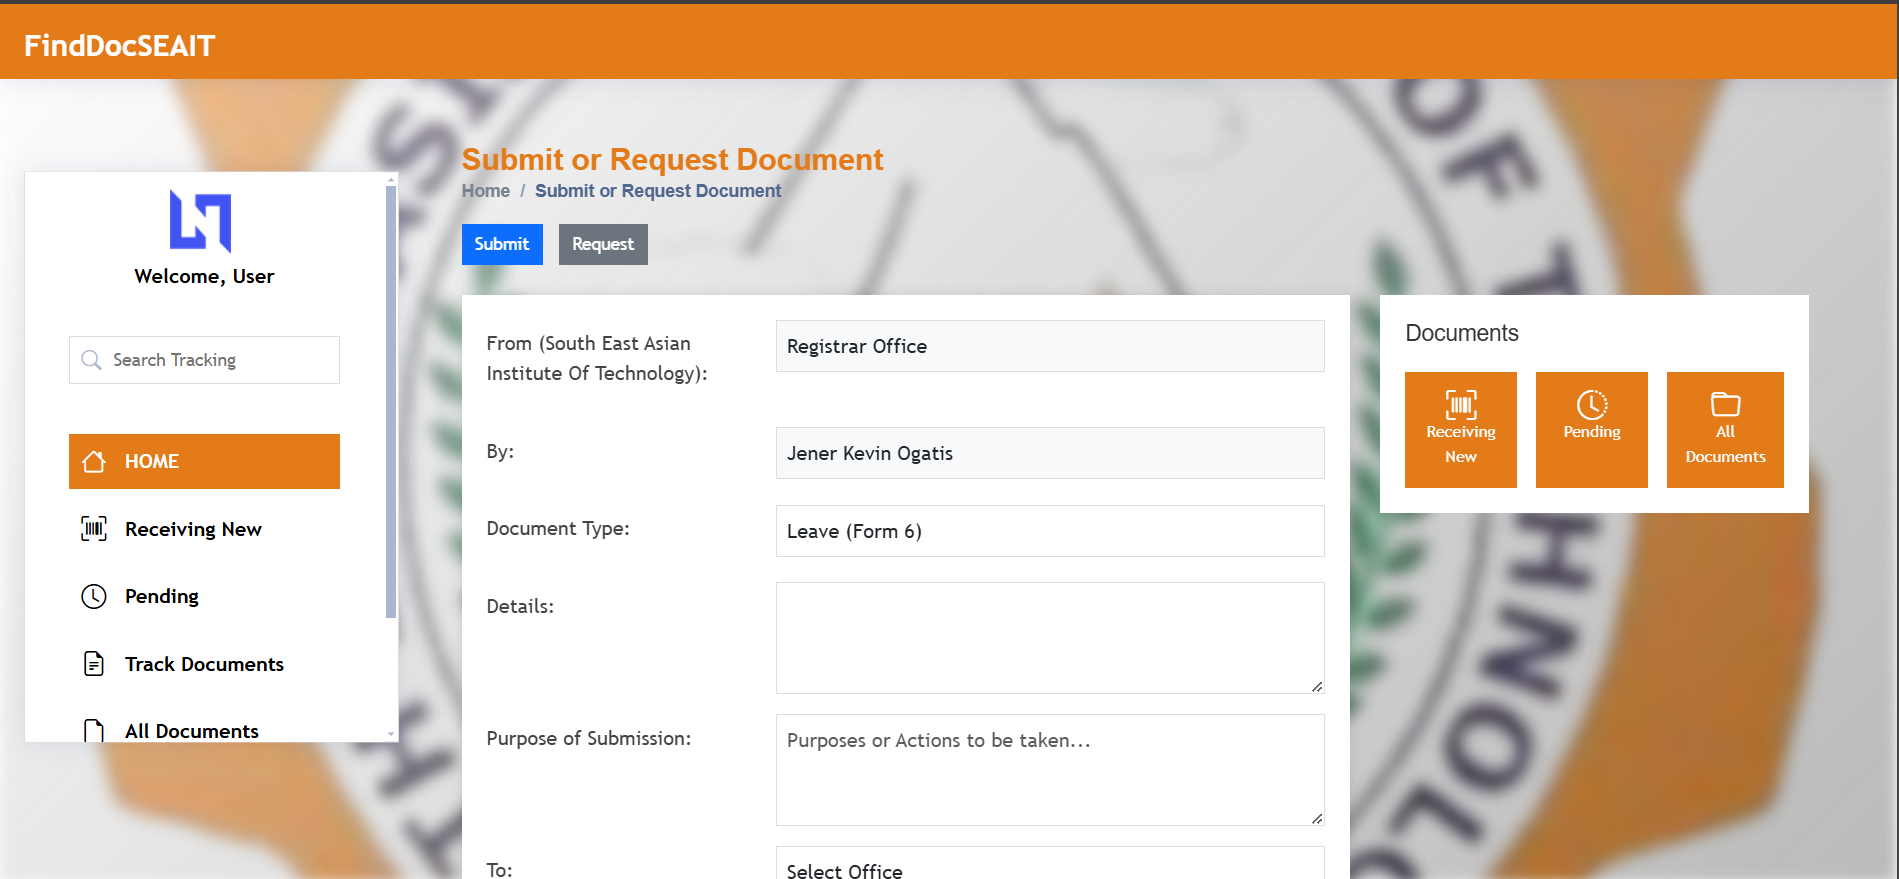 FindDocSEAIT
Welcome, User
Search Tracking
HOME
Receiving New
Pending
Track Documents
All Documents
Submit or Request Document
Home / Submit or Request Document
Submit
Request
From (South East Asian
Institute Of Technology):
Registrar Office
By:
Jener Kevin Ogatis
Document Type:
Leave (Form 6)
Details:
Purpose of Submission:
Purposes or Actions to be taken...
To:
Select Office
Documents
Receiving
New
Pending
All
Documents